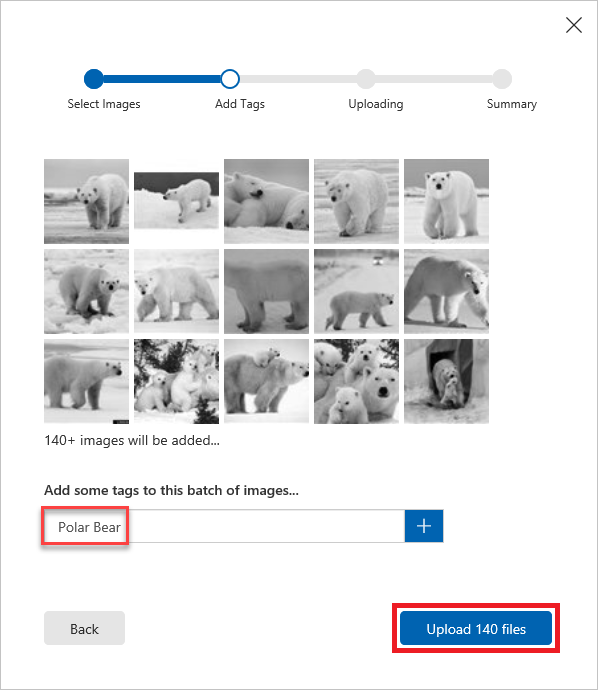 Select Images
Add Tags
Uploading
Summary
140+ images will be added...
Add some tags to this batch of images...
Polar Bear
Back
Upload 140 files